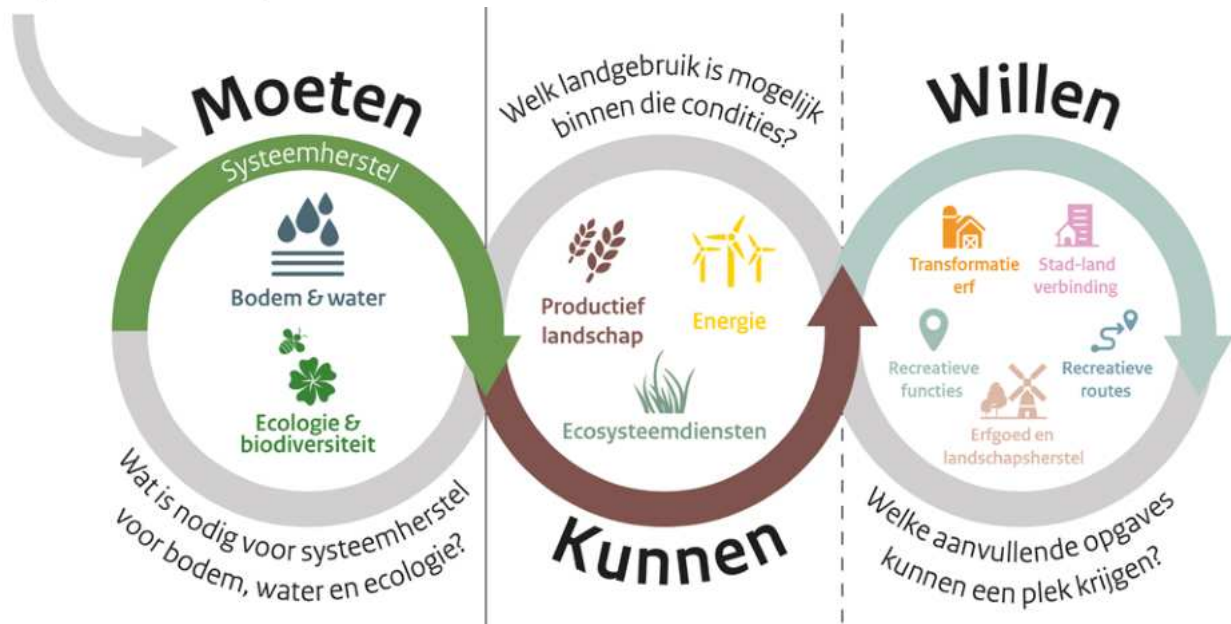 Moeten
Systeemherstel
Bodem & water
Ecologie &
biodiversiteit
Wat is nodig voor systeemherstel
voor bodem, water en ecologie?
Welk landgebruik is mogelijk
binnen die condities?
Productief
landschap
Energie
Ecosysteemdiensten
Kunnen
Willen
Transformatie
erf
Stad-land
verbinding
Recreatieve
functies
Recreatieve
routes
Erfgoed en
landschapsherstel
Welke aanvullende opgaves
kunnen een plek krijgen?